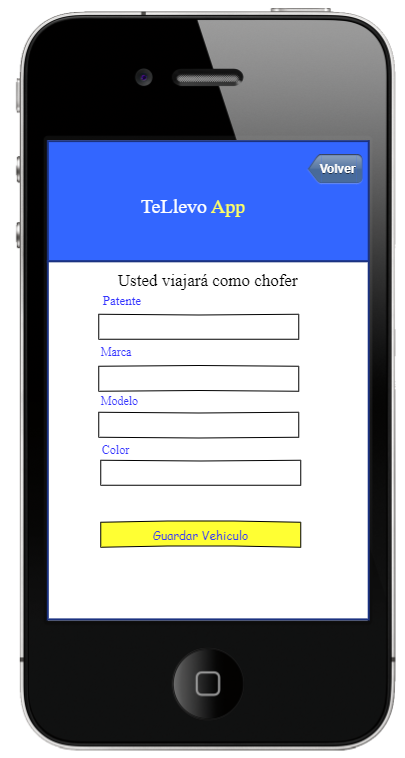 Volver
TeLlevo App
Usted viajará como chofer
Patente
Marca
Modelo
Color
Guardar Vehiculo